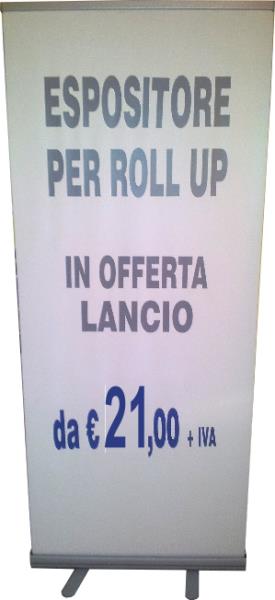 ESPOSITORE
PER ROLL UP
IN OFFERTA
LANCIO
da € 21,00 + IVA